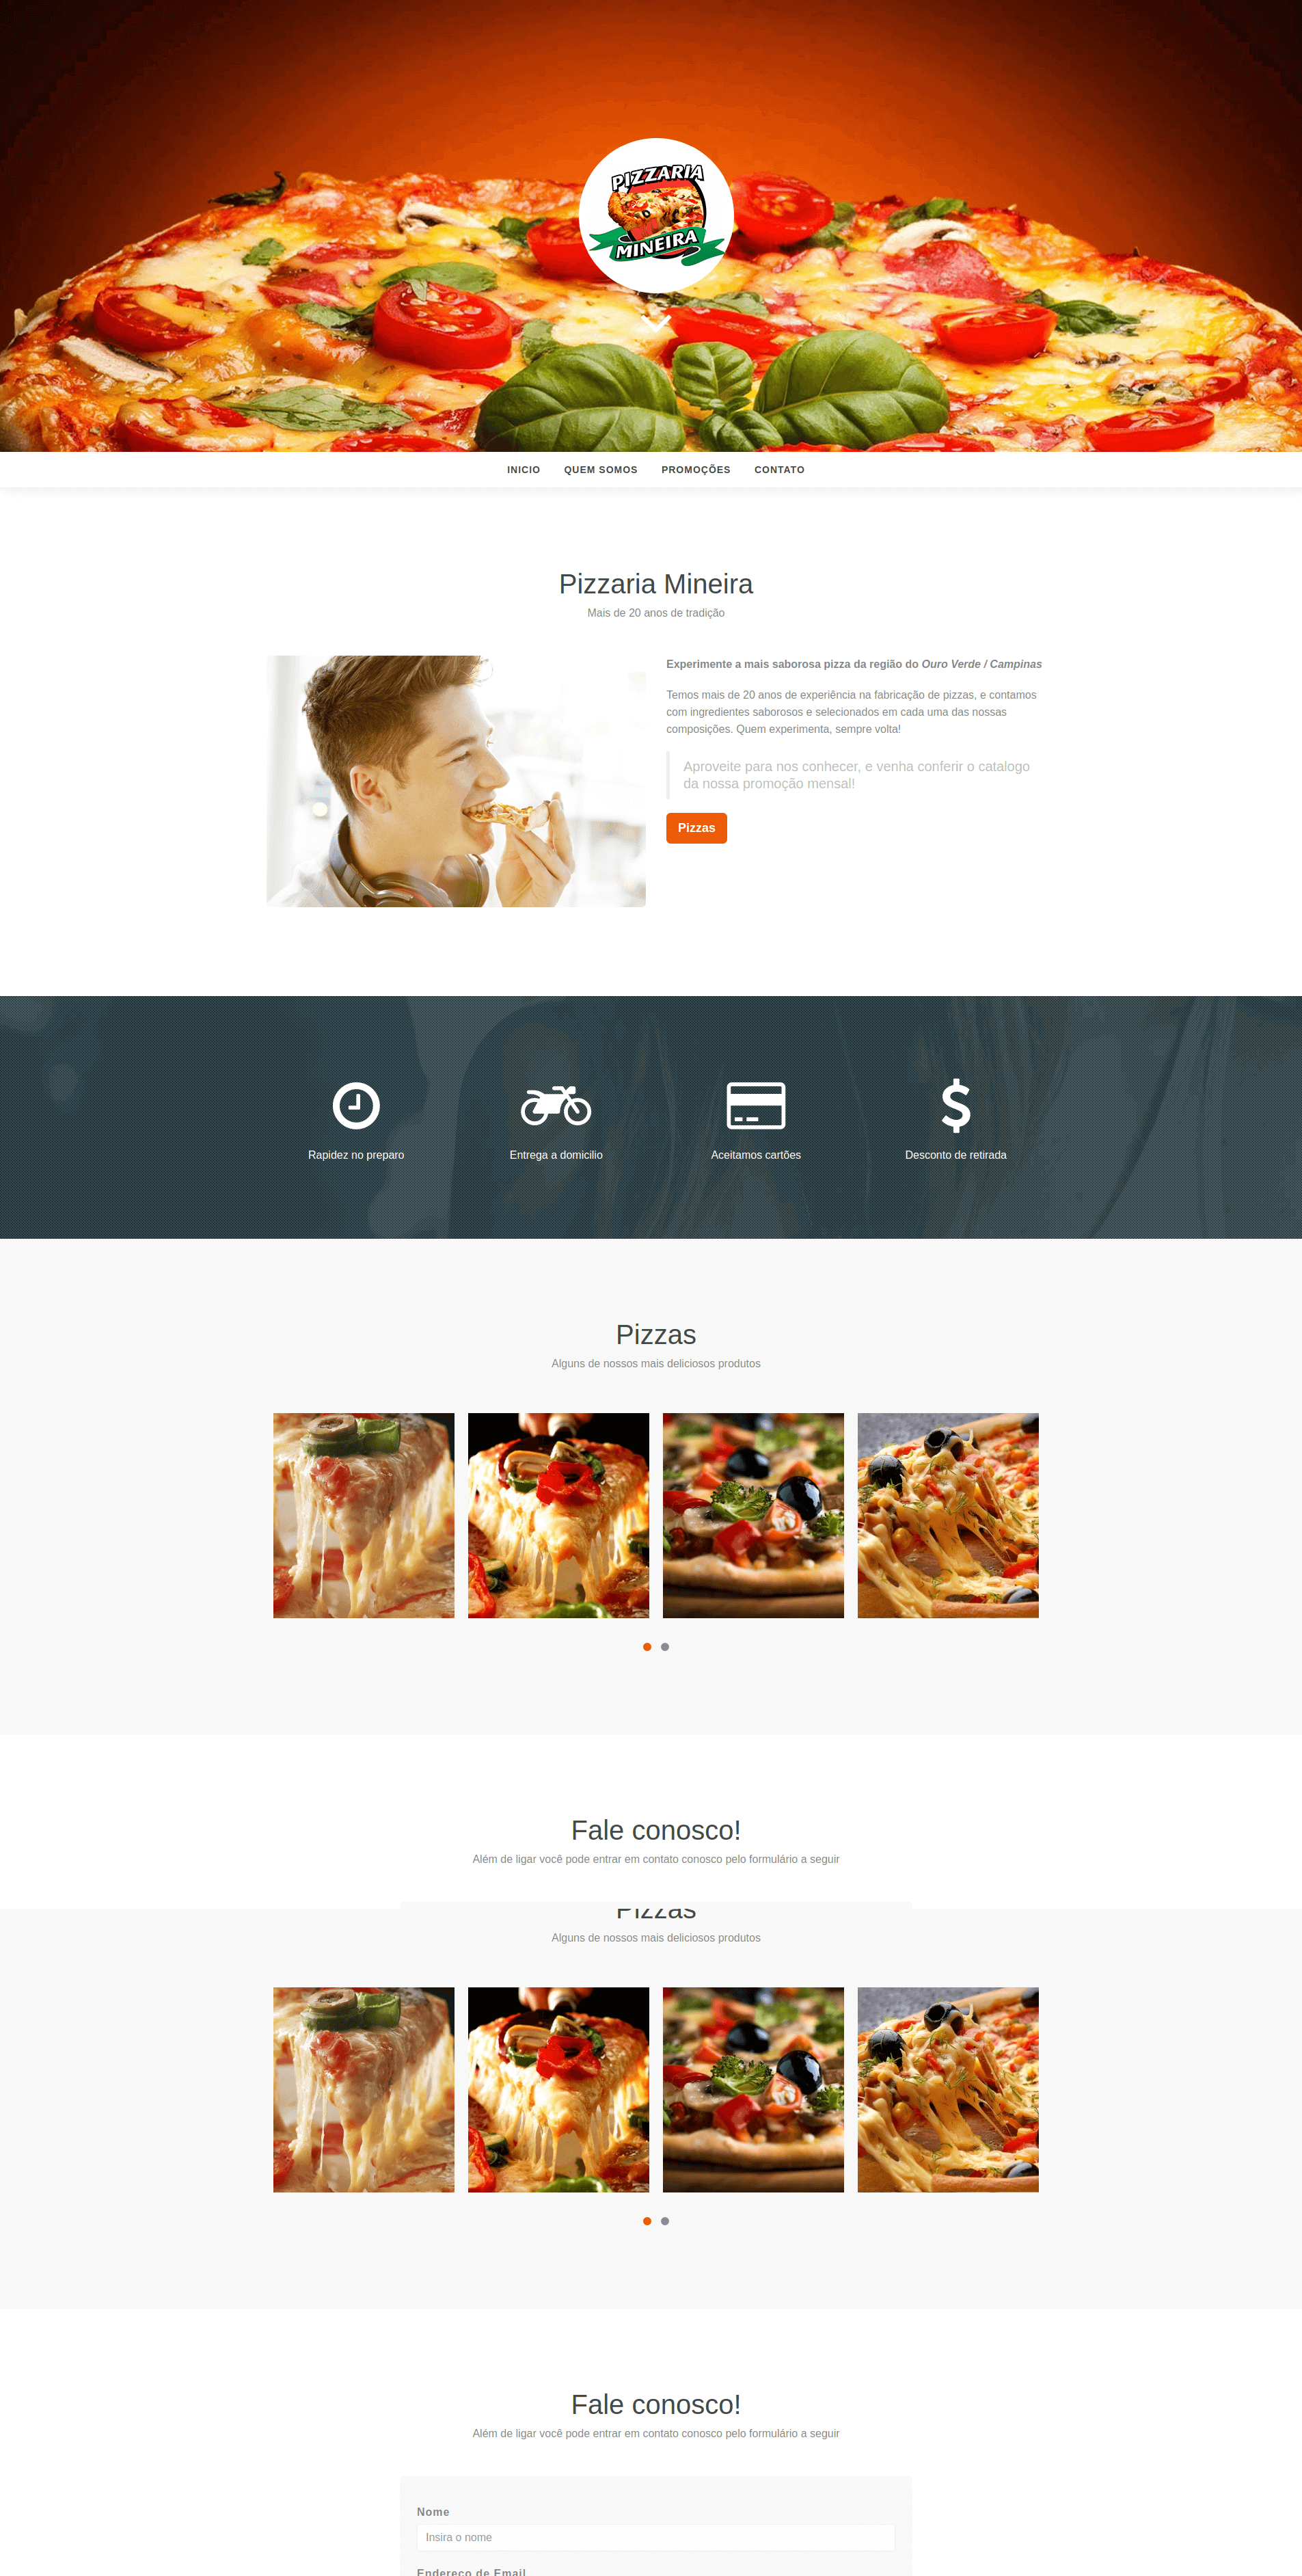 PIZZARIA
MINEIRA
INICIO QUEM SOMOS PROMOÇÕES CONTATO
Pizzaria Mineira
Mais de 20 anos de tradição
Experimente a mais saborosa pizza da região do Ouro Verde / Campinas
Temos mais de 20 anos de experiência na fabricação de pizzas, e contamos
com ingredientes saborosos e selecionados em cada uma das nossas
composições. Quem experimenta, sempre volta!
Aproveite para nos conhecer, e venha conferir o catalogo
da nossa promoção mensal!
Pizzas
Rapidez no preparo
Entrega a domicilio
Aceitamos cartões
Desconto de retirada
Pizzas
Alguns de nossos mais deliciosos produtos
Fale conosco!
Além de ligar você pode entrar em contato conosco pelo formulário a seguir
Pizzas
Alguns de nossos mais deliciosos produtos
Fale conosco!
Além de ligar você pode entrar em contato conosco pelo formulário a seguir
Nome
Insira o nome
Endereço de Email